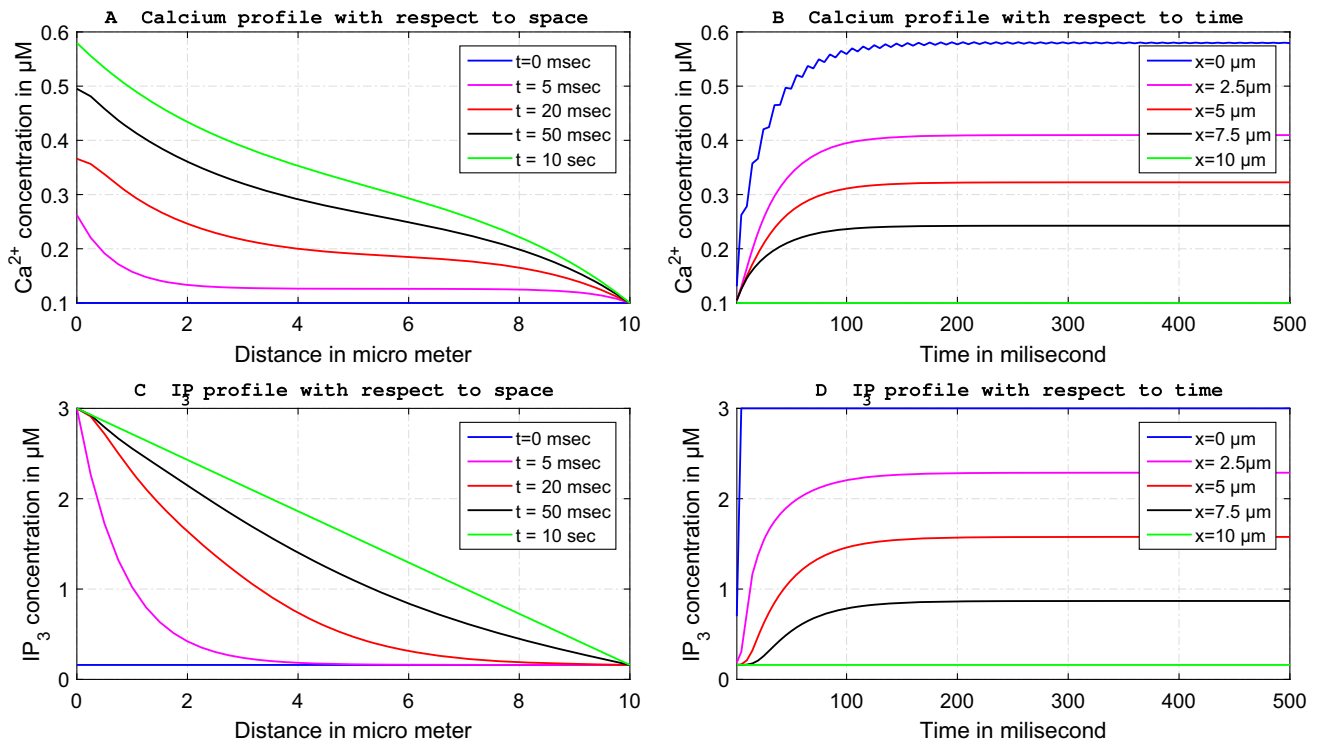 A Calcium profile with respect to space
0.6
0.5
0.4
0.3
0.2
0.1
Ca2+ concentration in µM
t=0 msec
t = 5 msec
t = 20 msec
t = 50 msec
t = 10 sec
0 2 4 6 8 10
Distance in micro meter
B Calcium profile with respect to time
0.6
0.5
0.4
0.3
0.2
0.1
Ca2+ concentration in µM
x=0 µm
x= 2.5µm
x=5 µm
x=7.5 µm
x=10 µm
100 200 300 400 500
Time in milisecond
C IP3 profile with respect to space
3
2
1
0
IP3 concentration in µM
t=0 msec
t = 5 msec
t = 20 msec
t = 50 msec
t = 10 sec
0 2 4 6 8 10
Distance in micro meter
D IP3 profile with respect to time
3
2
1
0
IP3 concentration in µM
x=0 µm
x= 2.5µm
x=5 µm
x=7.5 µm
x=10 µm
100 200 300 400 500
Time in milisecond